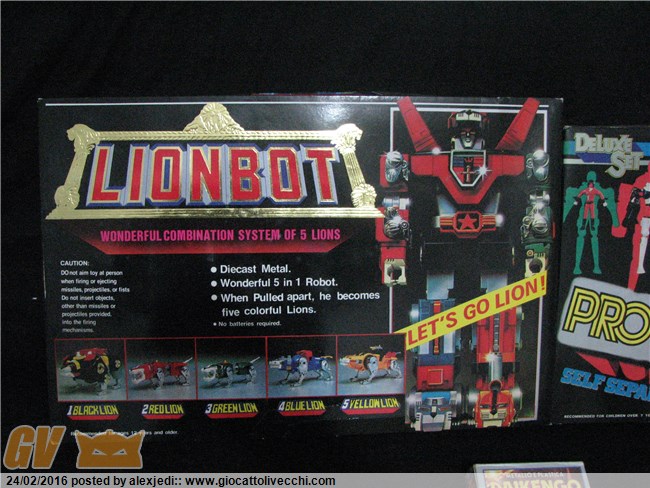 LIONBOT
WONDERFUL COMBINATION SYSTEM OF 5 LIONS
CAUTION:
DO not aim toy at person
when firing or ejecting
missiles, projectiles, or fists
Do not insert objects,
other than missiles or
projectiles provided,
into the firing
mechanisms.
• Diecast Metal.
• Wonderful 5 in 1 Robot.
• When Pulled apart, he becomes
five colorful Lions.
• No batteries required.
LET'S GO LION!
1 BLACK LION
2 RED LION
3 GREEN LION
4 BLUE LION
5 YELLOW LION
and older.
DELUXE
SET
PRO
SELF SEPA
RECOMMENDED FOR CHILDREN OVER
DAIKENGO
GV
24/02/2016 posted by alexjedi:: www.giocattolivecchi.com